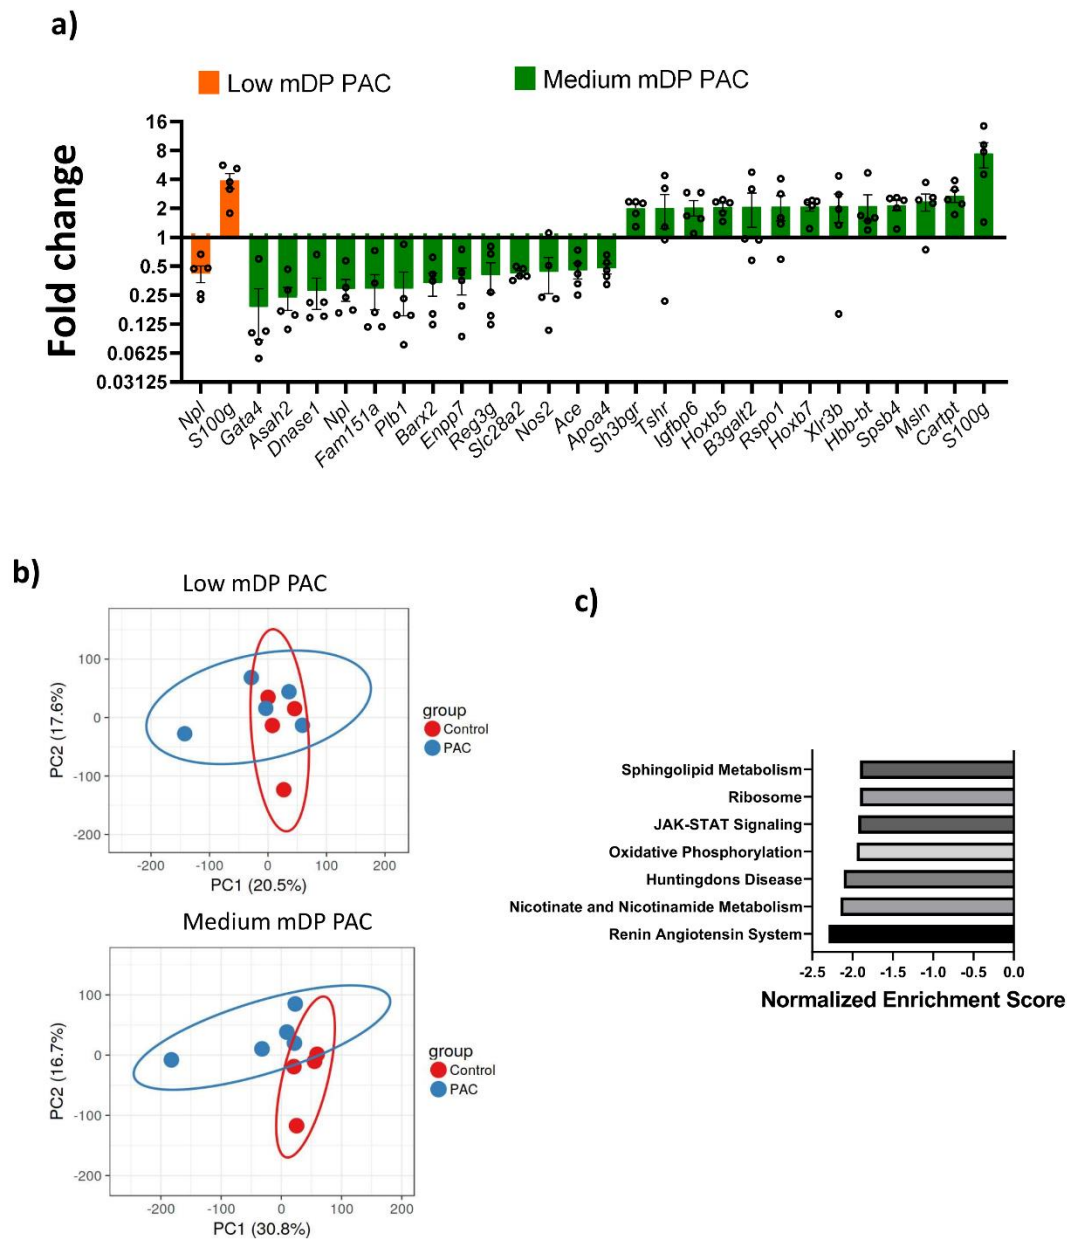 a)
Low mDP PAC
Medium mDP PAC
Fold change
16
8
4
2
1
0.5
0.25
0.125
0.0625
0.03125
Npl
S100g
Gata4
Asah2
Dnase1
Npl
Fam151a
Plb1
Barx2
Enpp7
Reg3g
Slc28a2
Nos2
Ace
Apoa4
Sh3bgr
Tshr
Igfbp6
Hoxb5
B3galt2
Rspo1
Hoxb7
Xlr3b
Hbb-bt
Spsb4
Msln
Cartpt
S100g
b)
Low mDP PAC
PC2 (17.6%)
100
0
-100
-200
-200 -100 0 100 200
PC1 (20.5%)
group
Control
PAC
Medium mDP PAC
PC2 (16.7%)
100
0
-100
-200
-200 -100 0 100 200
PC1 (30.8%)
group
Control
PAC
c)
Sphingolipid Metabolism
Ribosome
JAK-STAT Signaling
Oxidative Phosphorylation
Huntingdons Disease
Nicotinate and Nicotinamide Metabolism
Renin Angiotensin System
-2.5 -2.0 -1.5 -1.0 -0.5 0.0
Normalized Enrichment Score